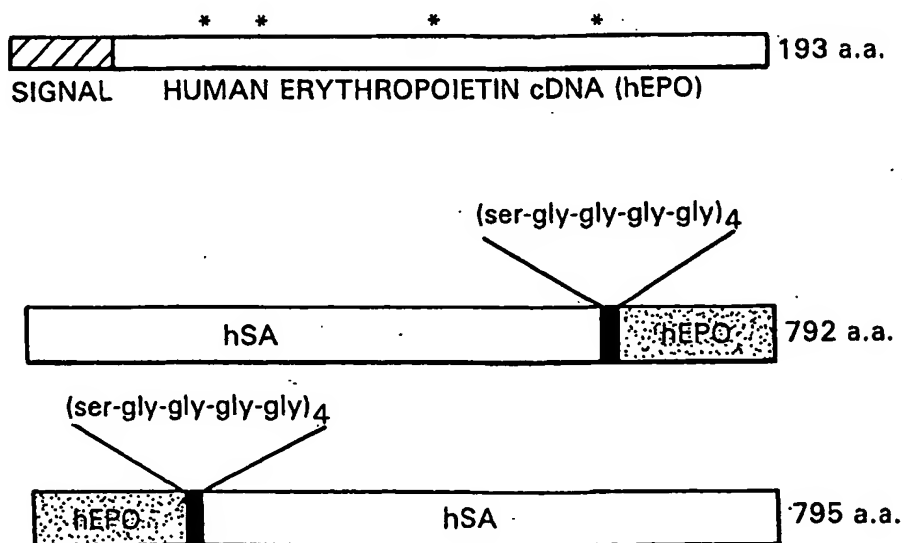 * * * *
193 a.a.
SIGNAL HUMAN ERYTHROPOIETIN cDNA (hEPO)
(ser-gly-gly-gly-gly)4
hSA hEPO 792 a.a.
(ser-gly-gly-gly-gly)4
hEPO hSA 795 a.a.